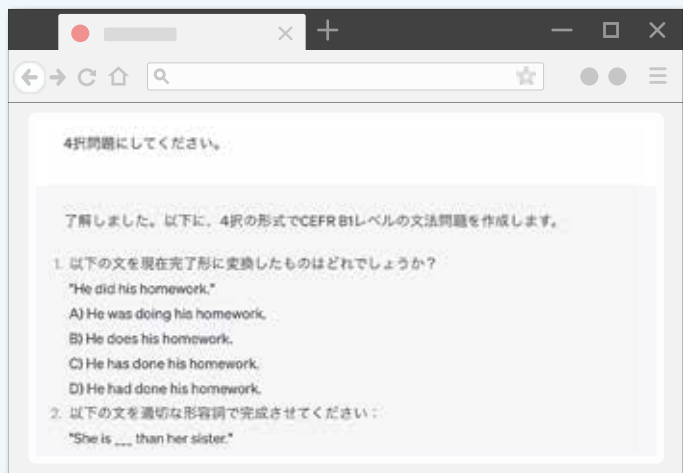 4択問題にしてください。
了解しました。以下に、4択の形式でCEFR B1レベルの文法問題を作成します。
1. 以下の文を現在完了形に変換したものはどれでしょうか？
"He did his homework."
A) He was doing his homework.
B) He does his homework.
C) He has done his homework.
D) He had done his homework.
2. 以下の文を適切な形容詞で完成させてください：
"She is ___ than her sister."